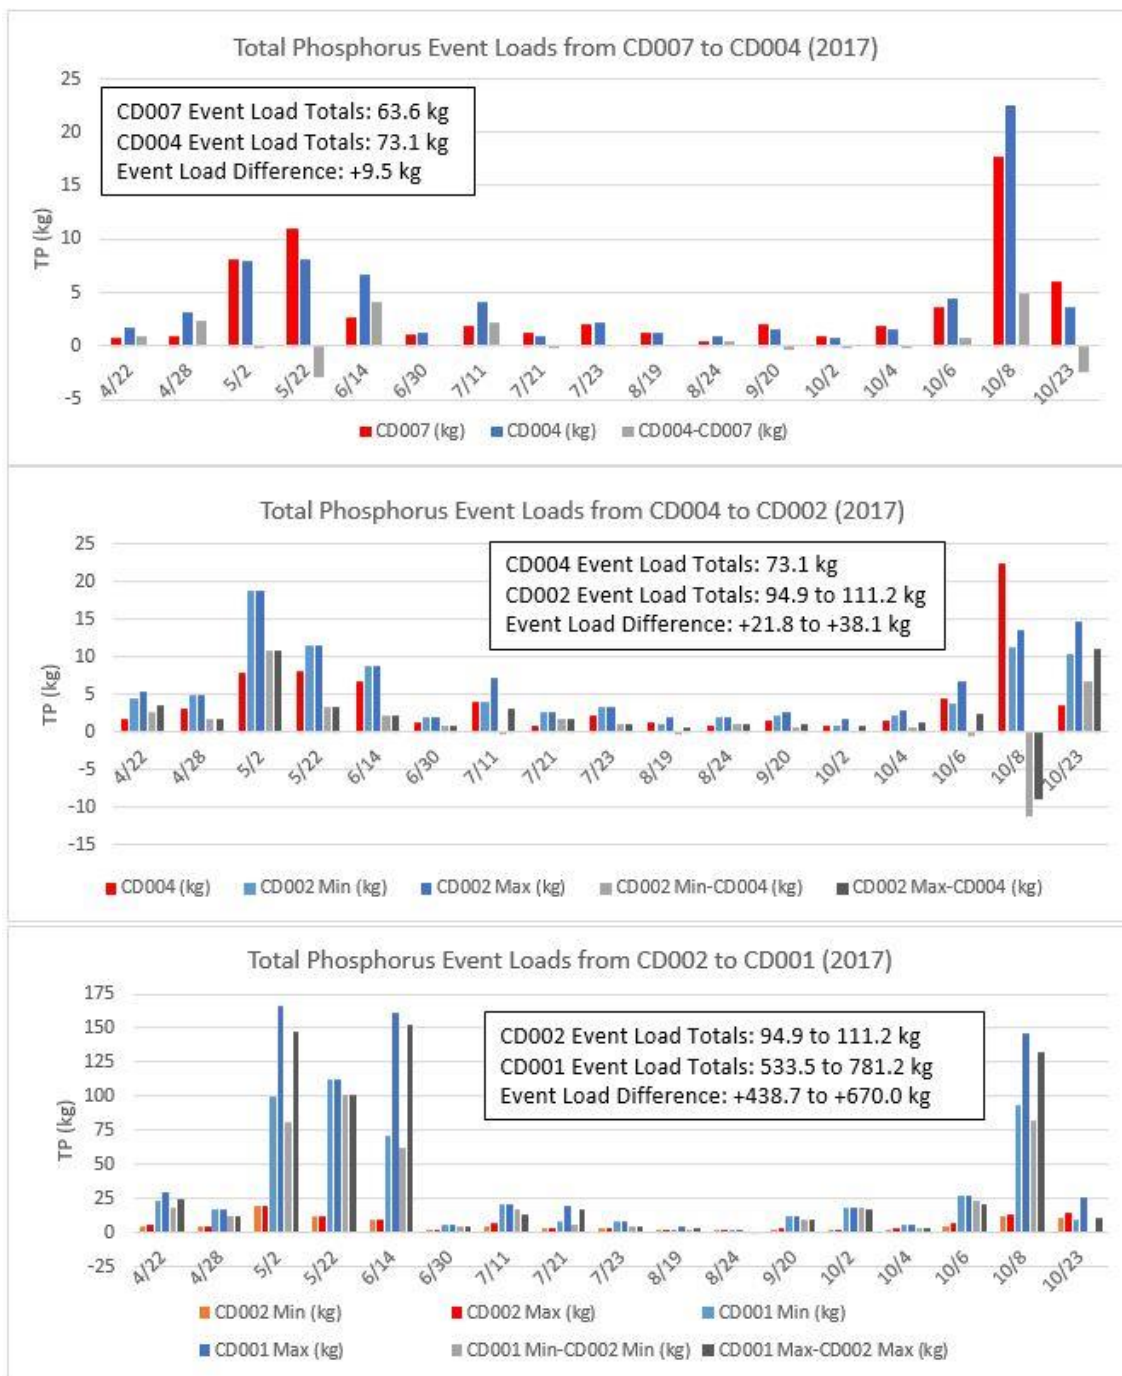 Total Phosphorus Event Loads from CD007 to CD004 (2017)
CD007 Event Load Totals: 63.6 kg
CD004 Event Load Totals: 73.1 kg
Event Load Difference: +9.5 kg
TP (kg)
25
20
15
10
5
0
-5
4/22 4/28 5/2 5/22 6/14 6/30 7/11 7/21 7/23 8/19 8/24 9/20 10/2 10/4 10/6 10/8 10/23
CD007 (kg) CD004 (kg) CD004-CD007 (kg)
Total Phosphorus Event Loads from CD004 to CD002 (2017)
CD004 Event Load Totals: 73.1 kg
CD002 Event Load Totals: 94.9 to 111.2 kg
Event Load Difference: +21.8 to +38.1 kg
TP (kg)
25
20
15
10
5
0
-5
-10
-15
4/22 4/28 5/2 5/22 6/14 6/30 7/11 7/21 7/23 8/19 8/24 9/20 10/2 10/4 10/6 10/8 10/23
CD004 (kg) CD002 Min (kg) CD002 Max (kg) CD002 Min-CD004 (kg) CD002 Max-CD004 (kg)
Total Phosphorus Event Loads from CD002 to CD001 (2017)
CD002 Event Load Totals: 94.9 to 111.2 kg
CD001 Event Load Totals: 533.5 to 781.2 kg
Event Load Difference: +438.7 to +670.0 kg
TP (kg)
175
150
125
100
75
50
25
0
-25
4/22 4/28 5/2 5/22 6/14 6/30 7/11 7/21 7/23 8/19 8/24 9/20 10/2 10/4 10/6 10/8 10/23
CD002 Min (kg) CD002 Max (kg) CD001 Min (kg)
CD001 Max (kg) CD001 Min-CD002 Min (kg) CD001 Max-CD002 Max (kg)